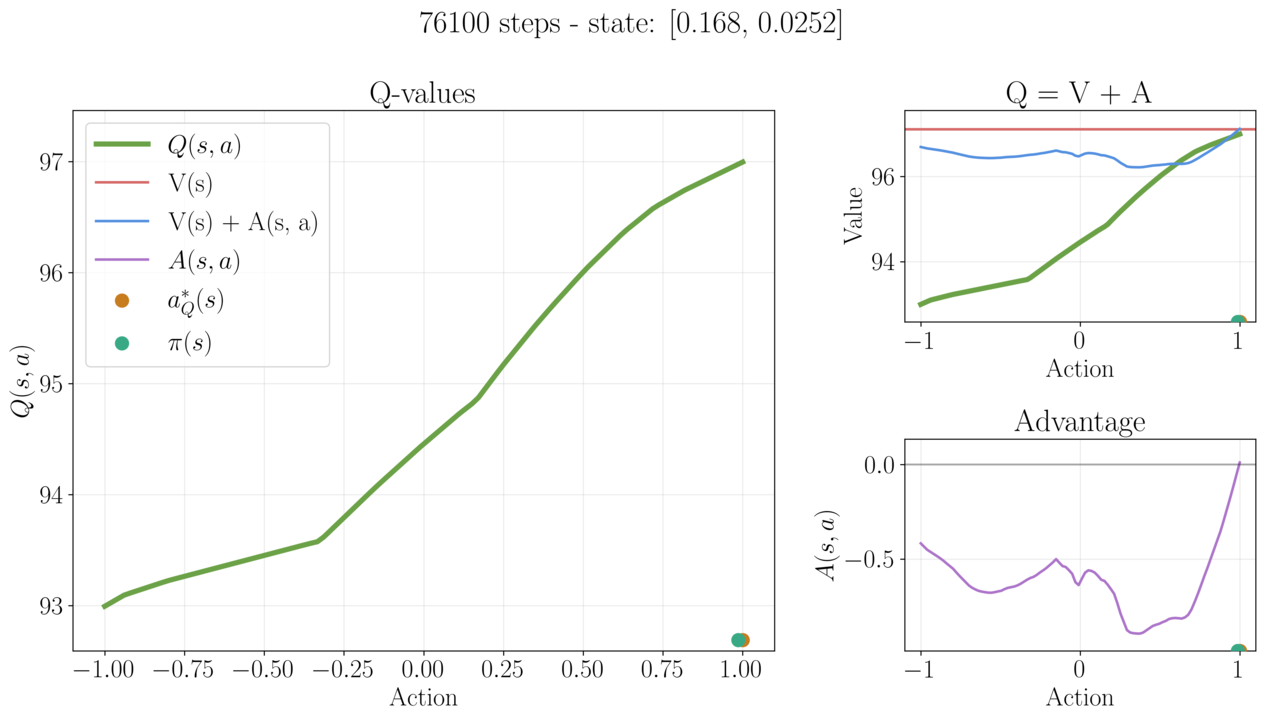 76100 steps - state: [0.168, 0.0252]
Q-values
Q(s, a)
V(s)
V(s) + A(s, a)
A(s, a)
a*Q(s)
π(s)
97
96
95
94
93
Q(s, a)
−1.00 −0.75 −0.50 −0.25 0.00 0.25 0.50 0.75 1.00
Action
Q = V + A
96
94
Value
−1 0 1
Action
Advantage
0.0
−0.5
A(s, a)
−1 0 1
Action